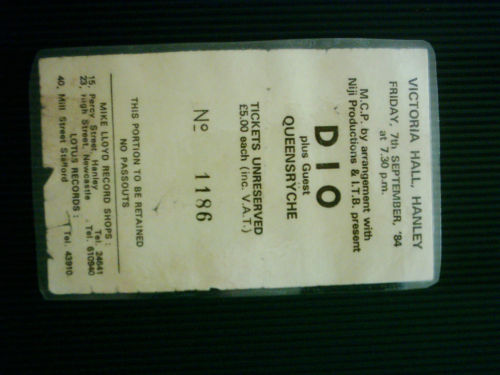 VICTORIA HALL, HANLEY
FRIDAY, 7th SEPTEMBER, '84
at 7.30 p.m.
M.C.P. by arrangement with
Niji Productions & I.T.B. present
DIO
plus Guest
QUEENSRYCHE
TICKETS UNRESERVED
£5.00 each (inc. V.A.T.)
Nº 1186
THIS PORTION TO BE RETAINED
NO PASSOUTS
MIKE LLOYD RECORD SHOPS :
15, Percy Street, Hanley Tel. 24641
23, High Street, Newcastle Tel. 610940
LOTUS RECORDS :
40, Mill Street Stafford Tel. 43910